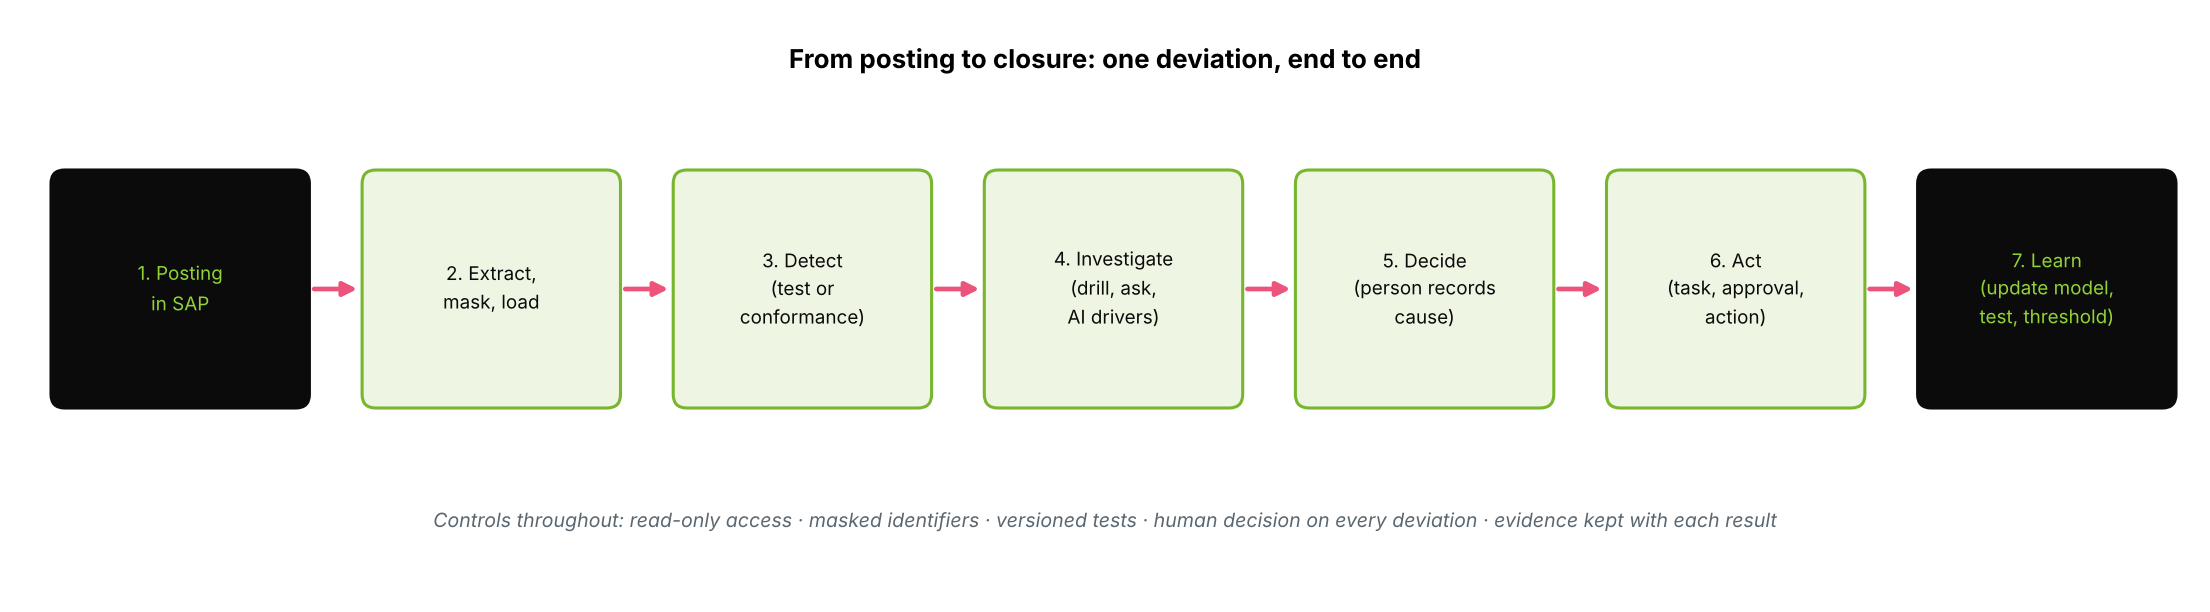 From posting to closure: one deviation, end to end
1. Posting
in SAP
2. Extract,
mask, load
3. Detect
(test or
conformance)
4. Investigate
(drill, ask,
AI drivers)
5. Decide
(person records
cause)
6. Act
(task, approval,
action)
7. Learn
(update model,
test, threshold)
Controls throughout: read-only access · masked identifiers · versioned tests · human decision on every deviation · evidence kept with each result